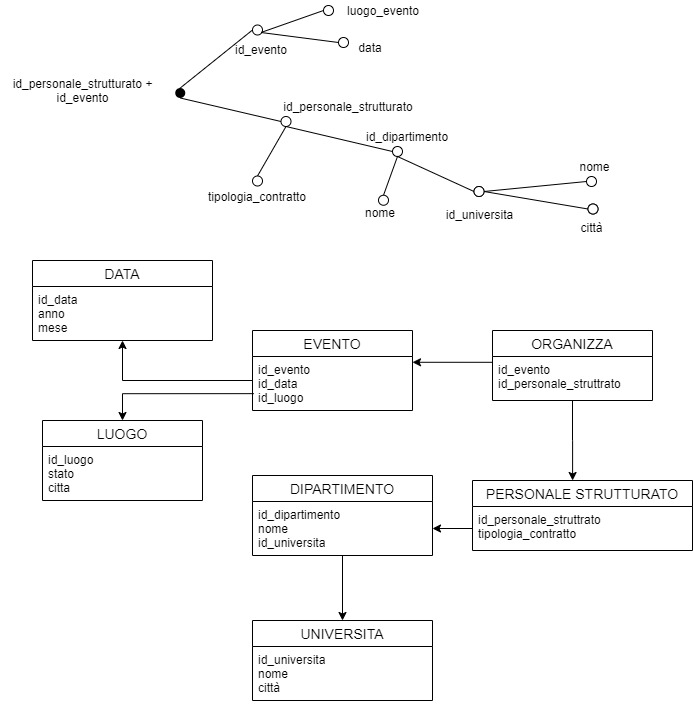 luogo_evento
id_evento
data
id_personale_strutturato +
id_evento
id_personale_strutturato
id_dipartimento
nome
tipologia_contratto
nome
id_universita
città
DATA
id_data
anno
mese
EVENTO
id_evento
id_data
id_luogo
ORGANIZZA
id_evento
id_personale_struttrato
LUOGO
id_luogo
stato
citta
DIPARTIMENTO
id_dipartimento
nome
id_universita
PERSONALE STRUTTURATO
id_personale_struttrato
tipologia_contratto
UNIVERSITA
id_universita
nome
città